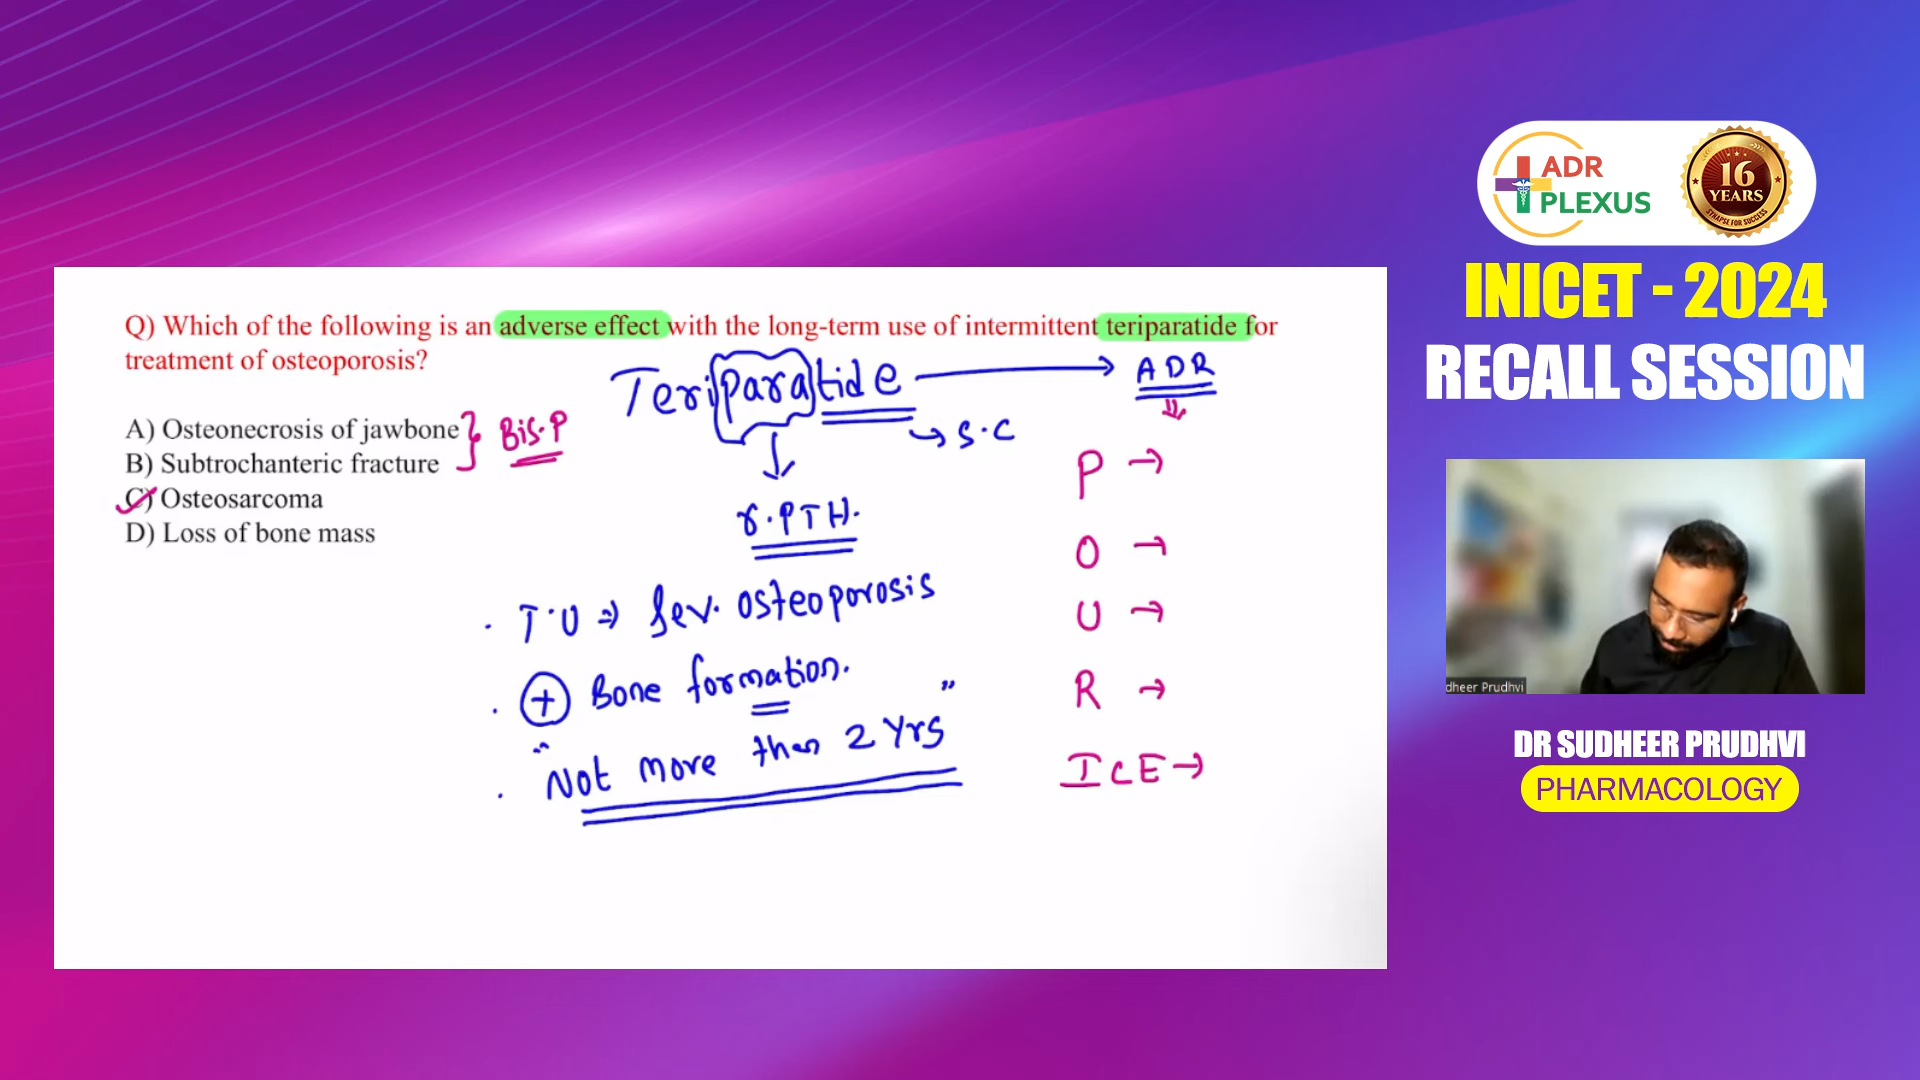 Q) Which of the following is an adverse effect with the long-term use of intermittent teriparatide for
treatment of osteoporosis?
A) Osteonecrosis of jawbone
B) Subtrochanteric fracture
C) Osteosarcoma
D) Loss of bone mass
BiS.P
Teriparatide → ADR
→ S.C
r.PTH.
. T.U ⇒ Sev. osteoporosis
. + Bone formation.
. "Not more than 2 Yrs"
P →
O →
U →
R →
ICE →
ADR
PLEXUS
16
YEARS
SYNAPSE FOR SUCCESS
INICET - 2024
RECALL SESSION
dheer Prudhvi
DR SUDHEER PRUDHVI
PHARMACOLOGY